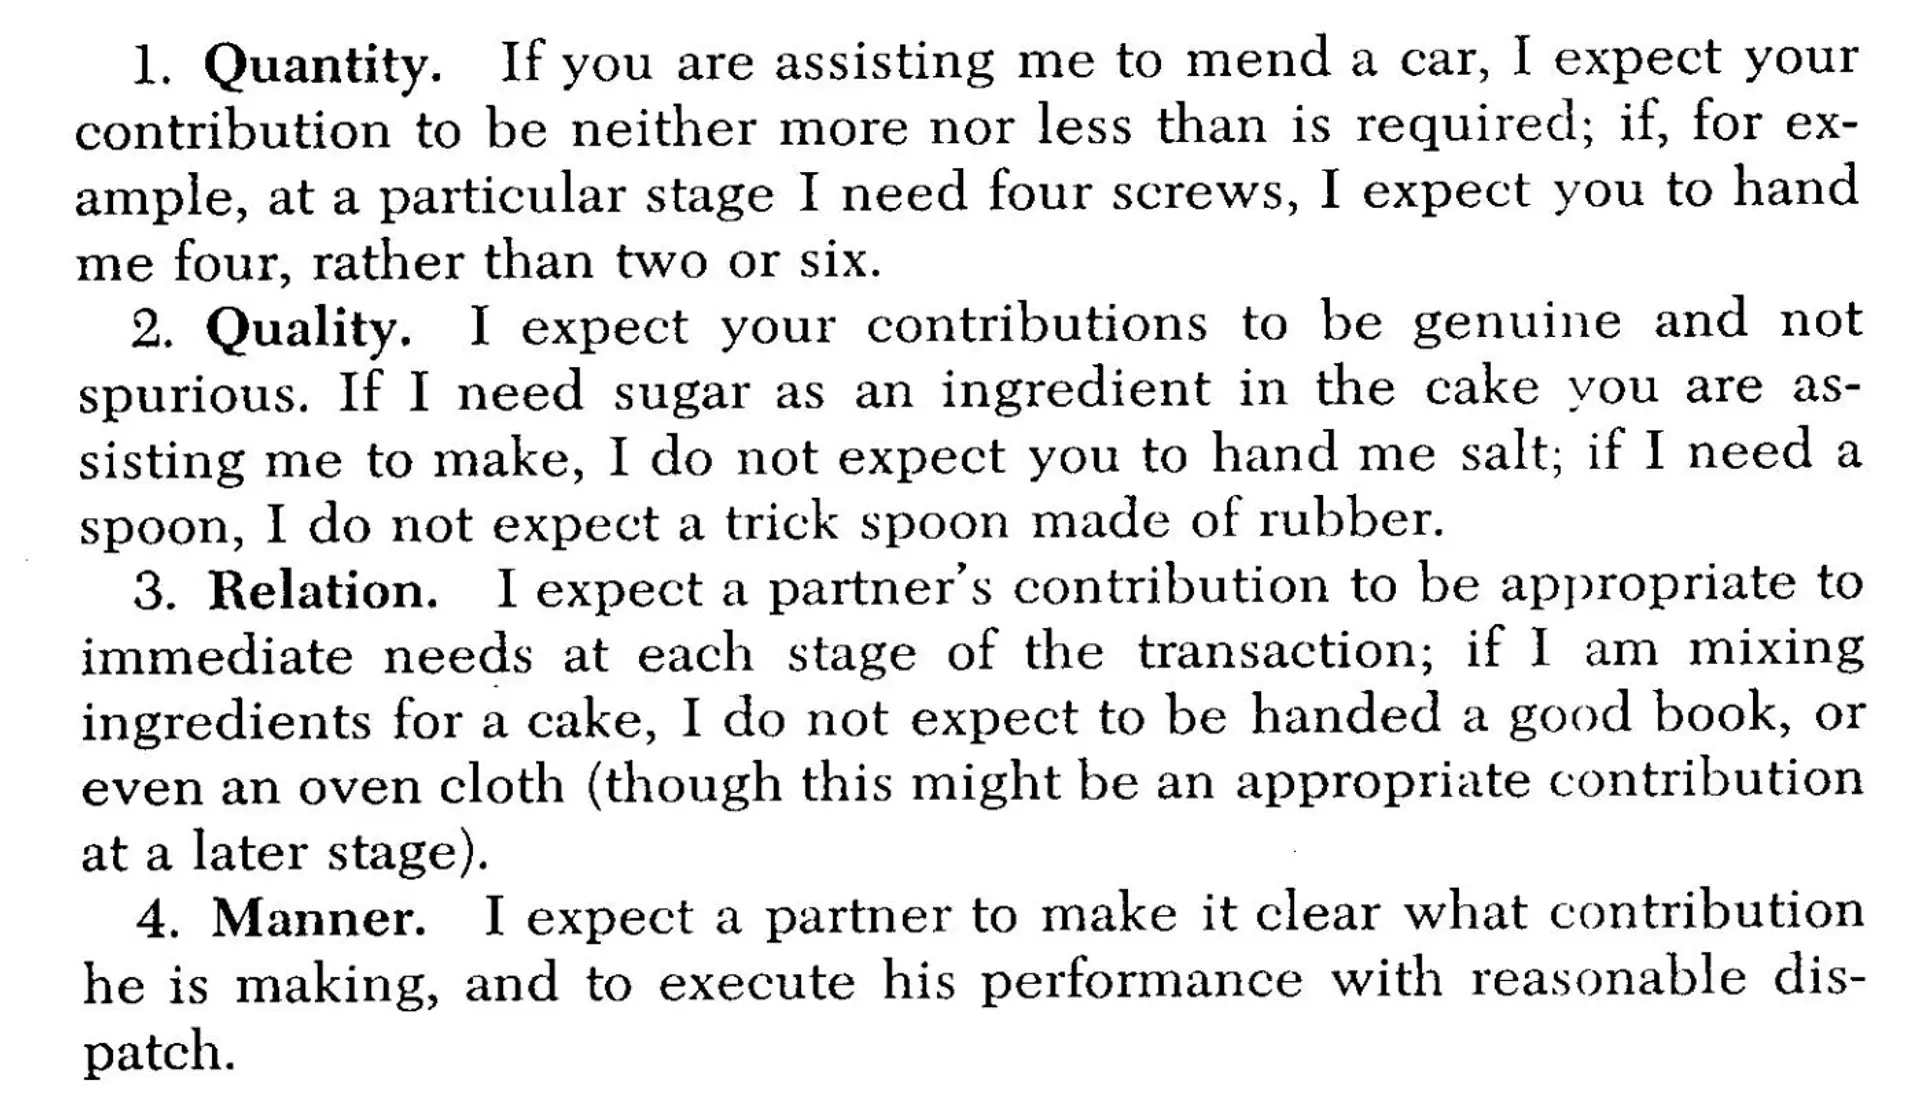 1. Quantity. If you are assisting me to mend a car, I expect your
contribution to be neither more nor less than is required; if, for ex-
ample, at a particular stage I need four screws, I expect you to hand
me four, rather than two or six.
2. Quality. I expect your contributions to be genuine and not
spurious. If I need sugar as an ingredient in the cake you are as-
sisting me to make, I do not expect you to hand me salt; if I need a
spoon, I do not expect a trick spoon made of rubber.
3. Relation. I expect a partner's contribution to be appropriate to
immediate needs at each stage of the transaction; if I am mixing
ingredients for a cake, I do not expect to be handed a good book, or
even an oven cloth (though this might be an appropriate contribution
at a later stage).
4. Manner. I expect a partner to make it clear what contribution
he is making, and to execute his performance with reasonable dis-
patch.